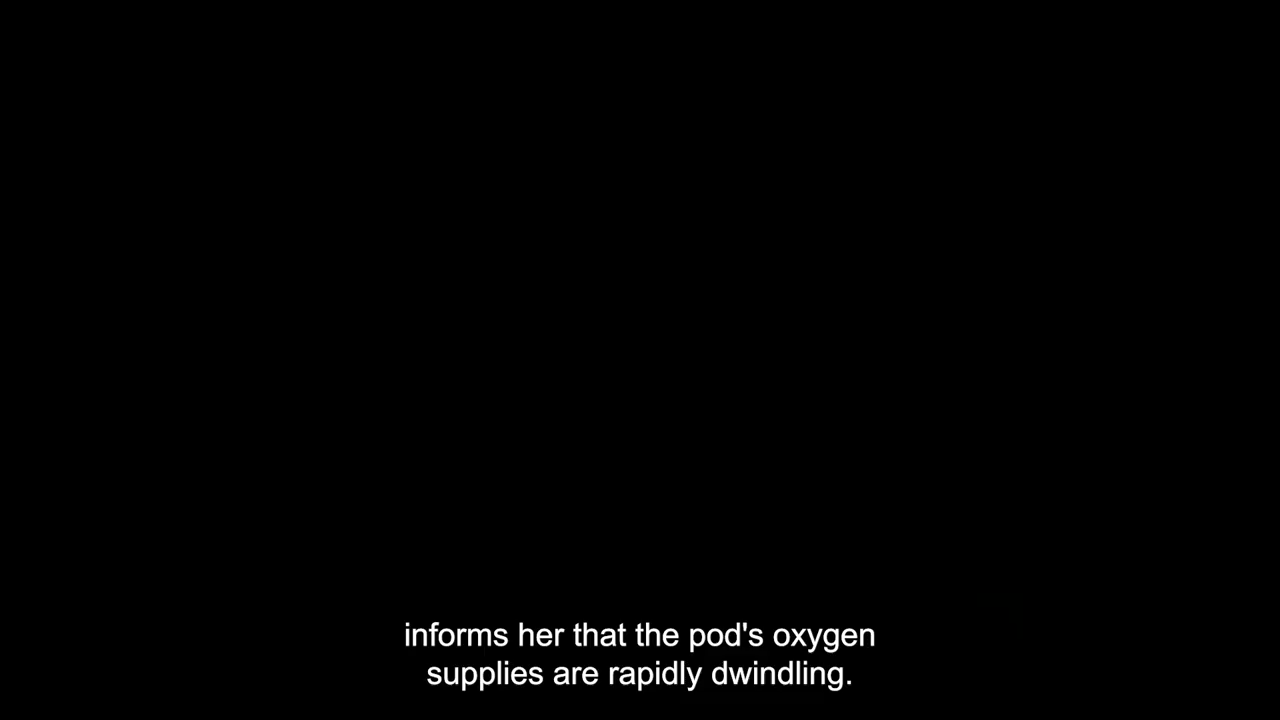 informs her that the pod's oxygen
supplies are rapidly dwindling.